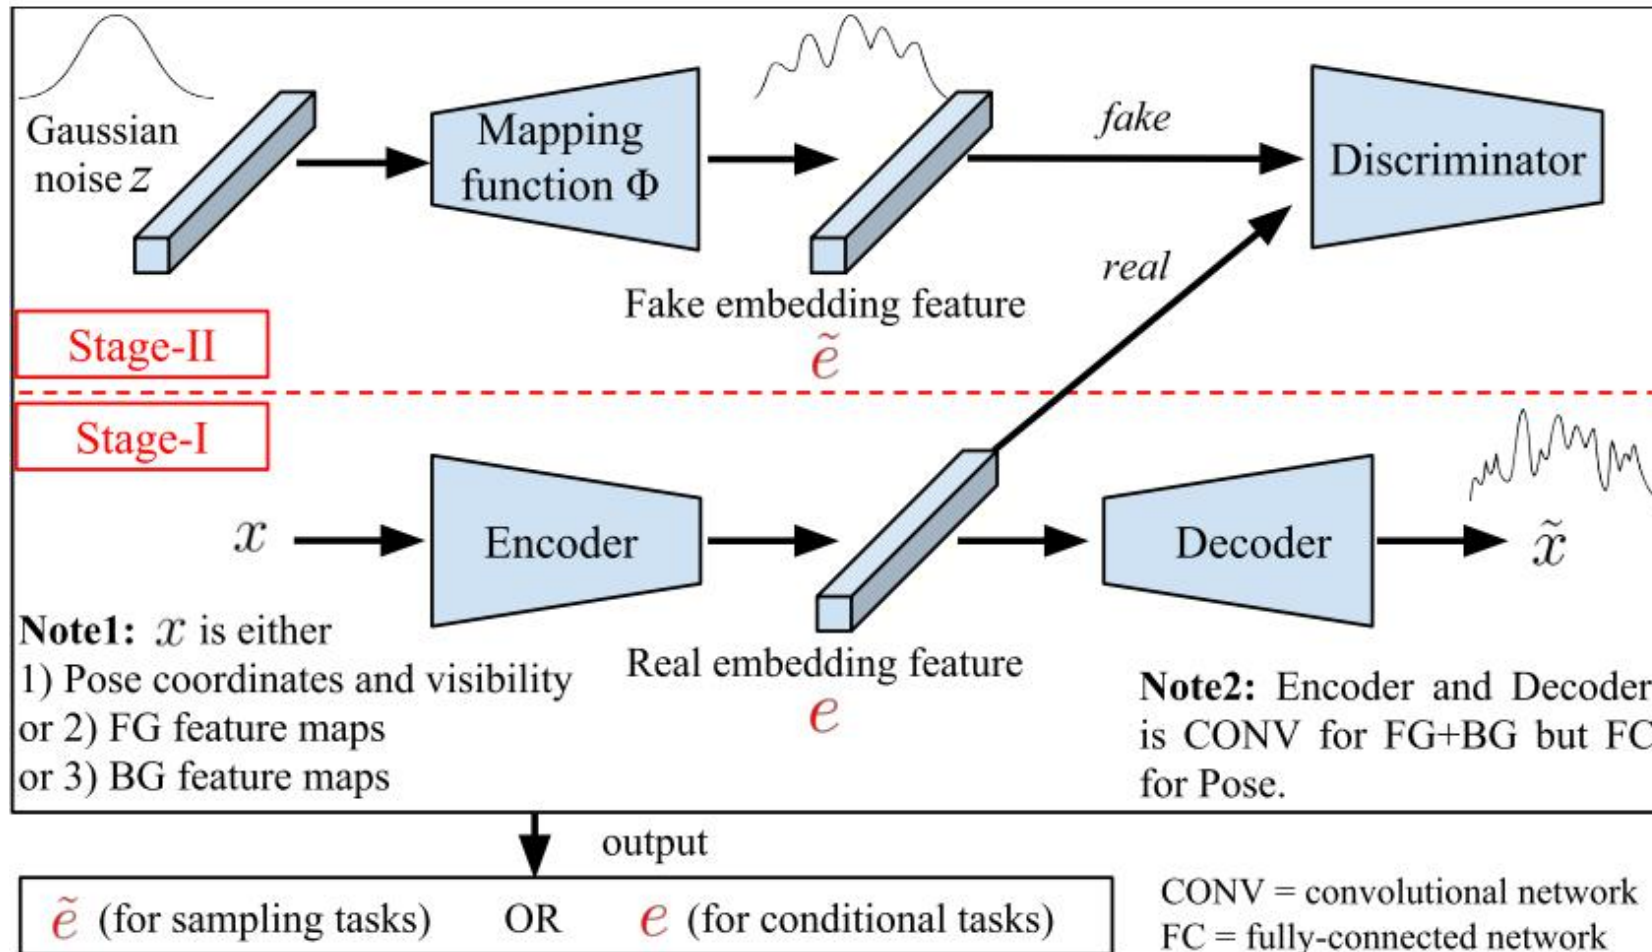 Gaussian
noise z
Mapping
function Φ
fake
Discriminator
real
Fake embedding feature
ẽ
Stage-II
Stage-I
x
Encoder
Decoder
x̃
Real embedding feature
e
Note1: x is either
1) Pose coordinates and visibility
or 2) FG feature maps
or 3) BG feature maps
Note2: Encoder and Decoder
is CONV for FG+BG but FC
for Pose.
output
ẽ (for sampling tasks) OR e (for conditional tasks)
CONV = convolutional network
FC = fully-connected network